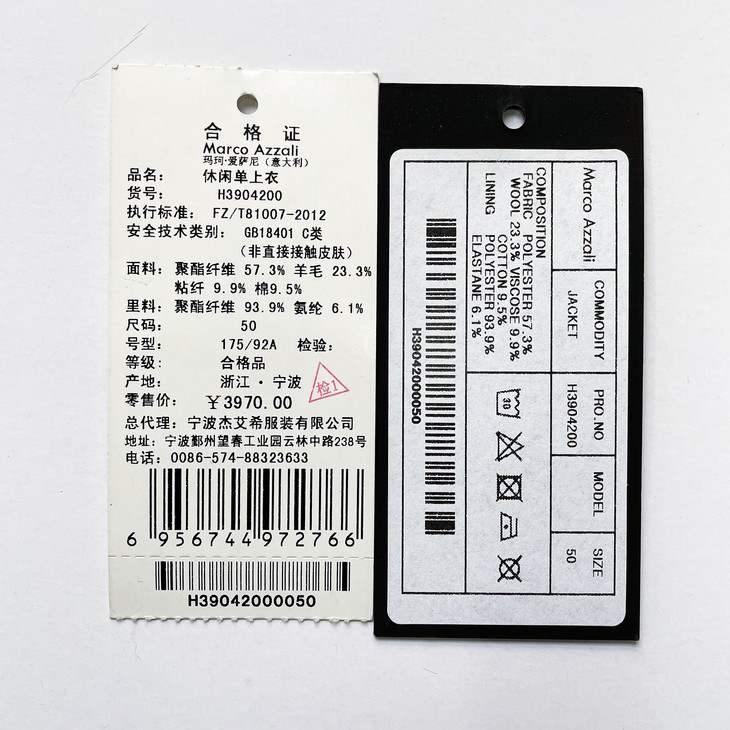 合格证
Marco Azzali
玛珂·爱萨尼（意大利）
品名： 休闲单上衣
货号： H3904200
执行标准： FZ/T81007-2012
安全技术类别： GB18401 C类
（非直接接触皮肤）
面料：聚酯纤维 57.3% 羊毛 23.3%
粘纤 9.9% 棉9.5%
里料：聚酯纤维 93.9% 氨纶 6.1%
尺码： 50
号型： 175/92A 检验：
等级： 合格品
检1
产地： 浙江·宁波
零售价： ￥3970.00
总代理：宁波杰艾希服装有限公司
地址：宁波鄞州望春工业园云林中路238号
电话：0086-574-88323633
6 956744 972766
H39042000050
Marco Azzali
COMMODITY
JACKET
PRO.NO
H3904200
MODEL
SIZE
50
COMPOSITION
FABRIC POLYESTER 57.3%
WOOL 23.3% VISCOSE 9.9%
COTTON 9.5%
LINING POLYESTER 93.9%
ELASTANE 6.1%
30
H39042000050